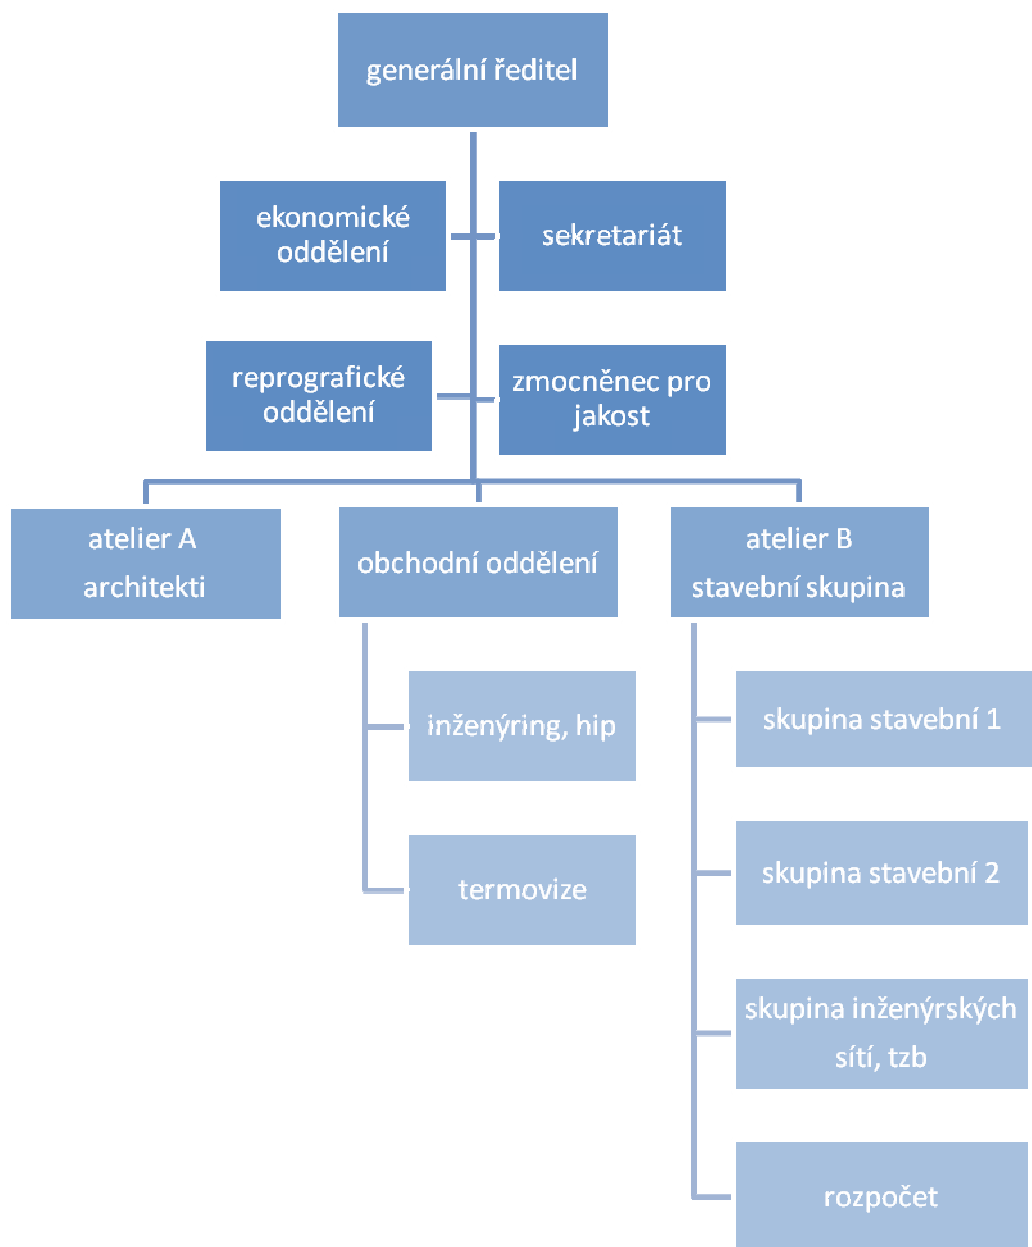 generální ředitel
ekonomické
oddělení
sekretariát
reprografické
oddělení
zmocněnec pro
jakost
atelier A
architekti
obchodní oddělení
atelier B
stavební skupina
inženýring, hip
termovize
skupina stavební 1
skupina stavební 2
skupina inženýrských
sítí, tzb
rozpočet